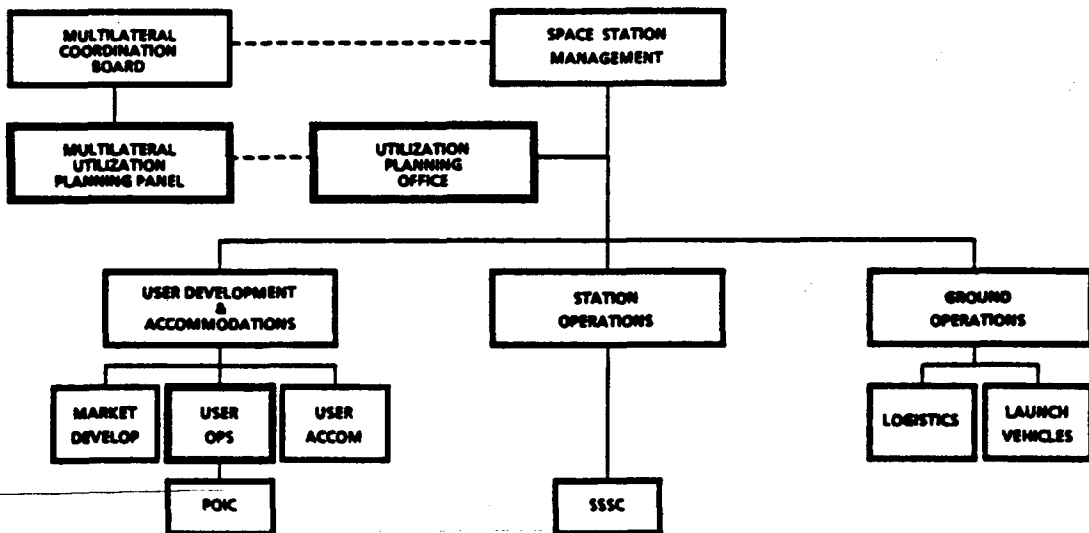 MULTILATERAL
COORDINATION
BOARD
SPACE STATION
MANAGEMENT
MULTILATERAL
UTILIZATION
PLANNING PANEL
UTILIZATION
PLANNING
OFFICE
USER DEVELOPMENT
&
ACCOMMODATIONS
STATION
OPERATIONS
GROUND
OPERATIONS
MARKET
DEVELOP
USER
OPS
USER
ACCOM
LOGISTICS
LAUNCH
VEHICLES
POIC
SSSC